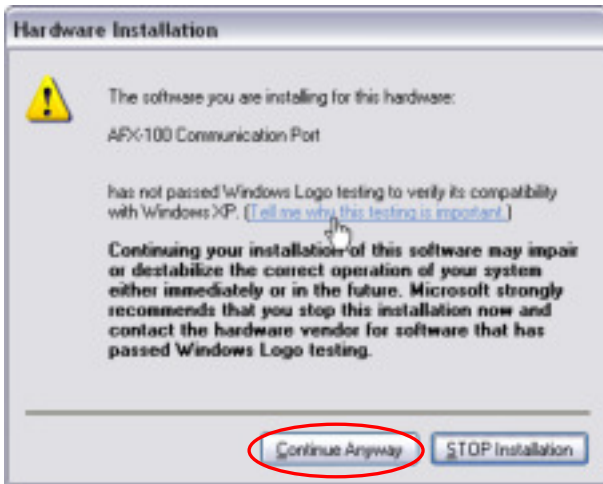 Hardware Installation
The software you are installing for this hardware:
AFX-100 Communication Port
has not passed Windows Logo testing to verify its compatibility
with Windows XP. (Tell me why this testing is important.)
Continuing your installation of this software may impair
or destabilize the correct operation of your system
either immediately or in the future. Microsoft strongly
recommends that you stop this installation now and
contact the hardware vendor for software that has
passed Windows Logo testing.
Continue Anyway STOP Installation